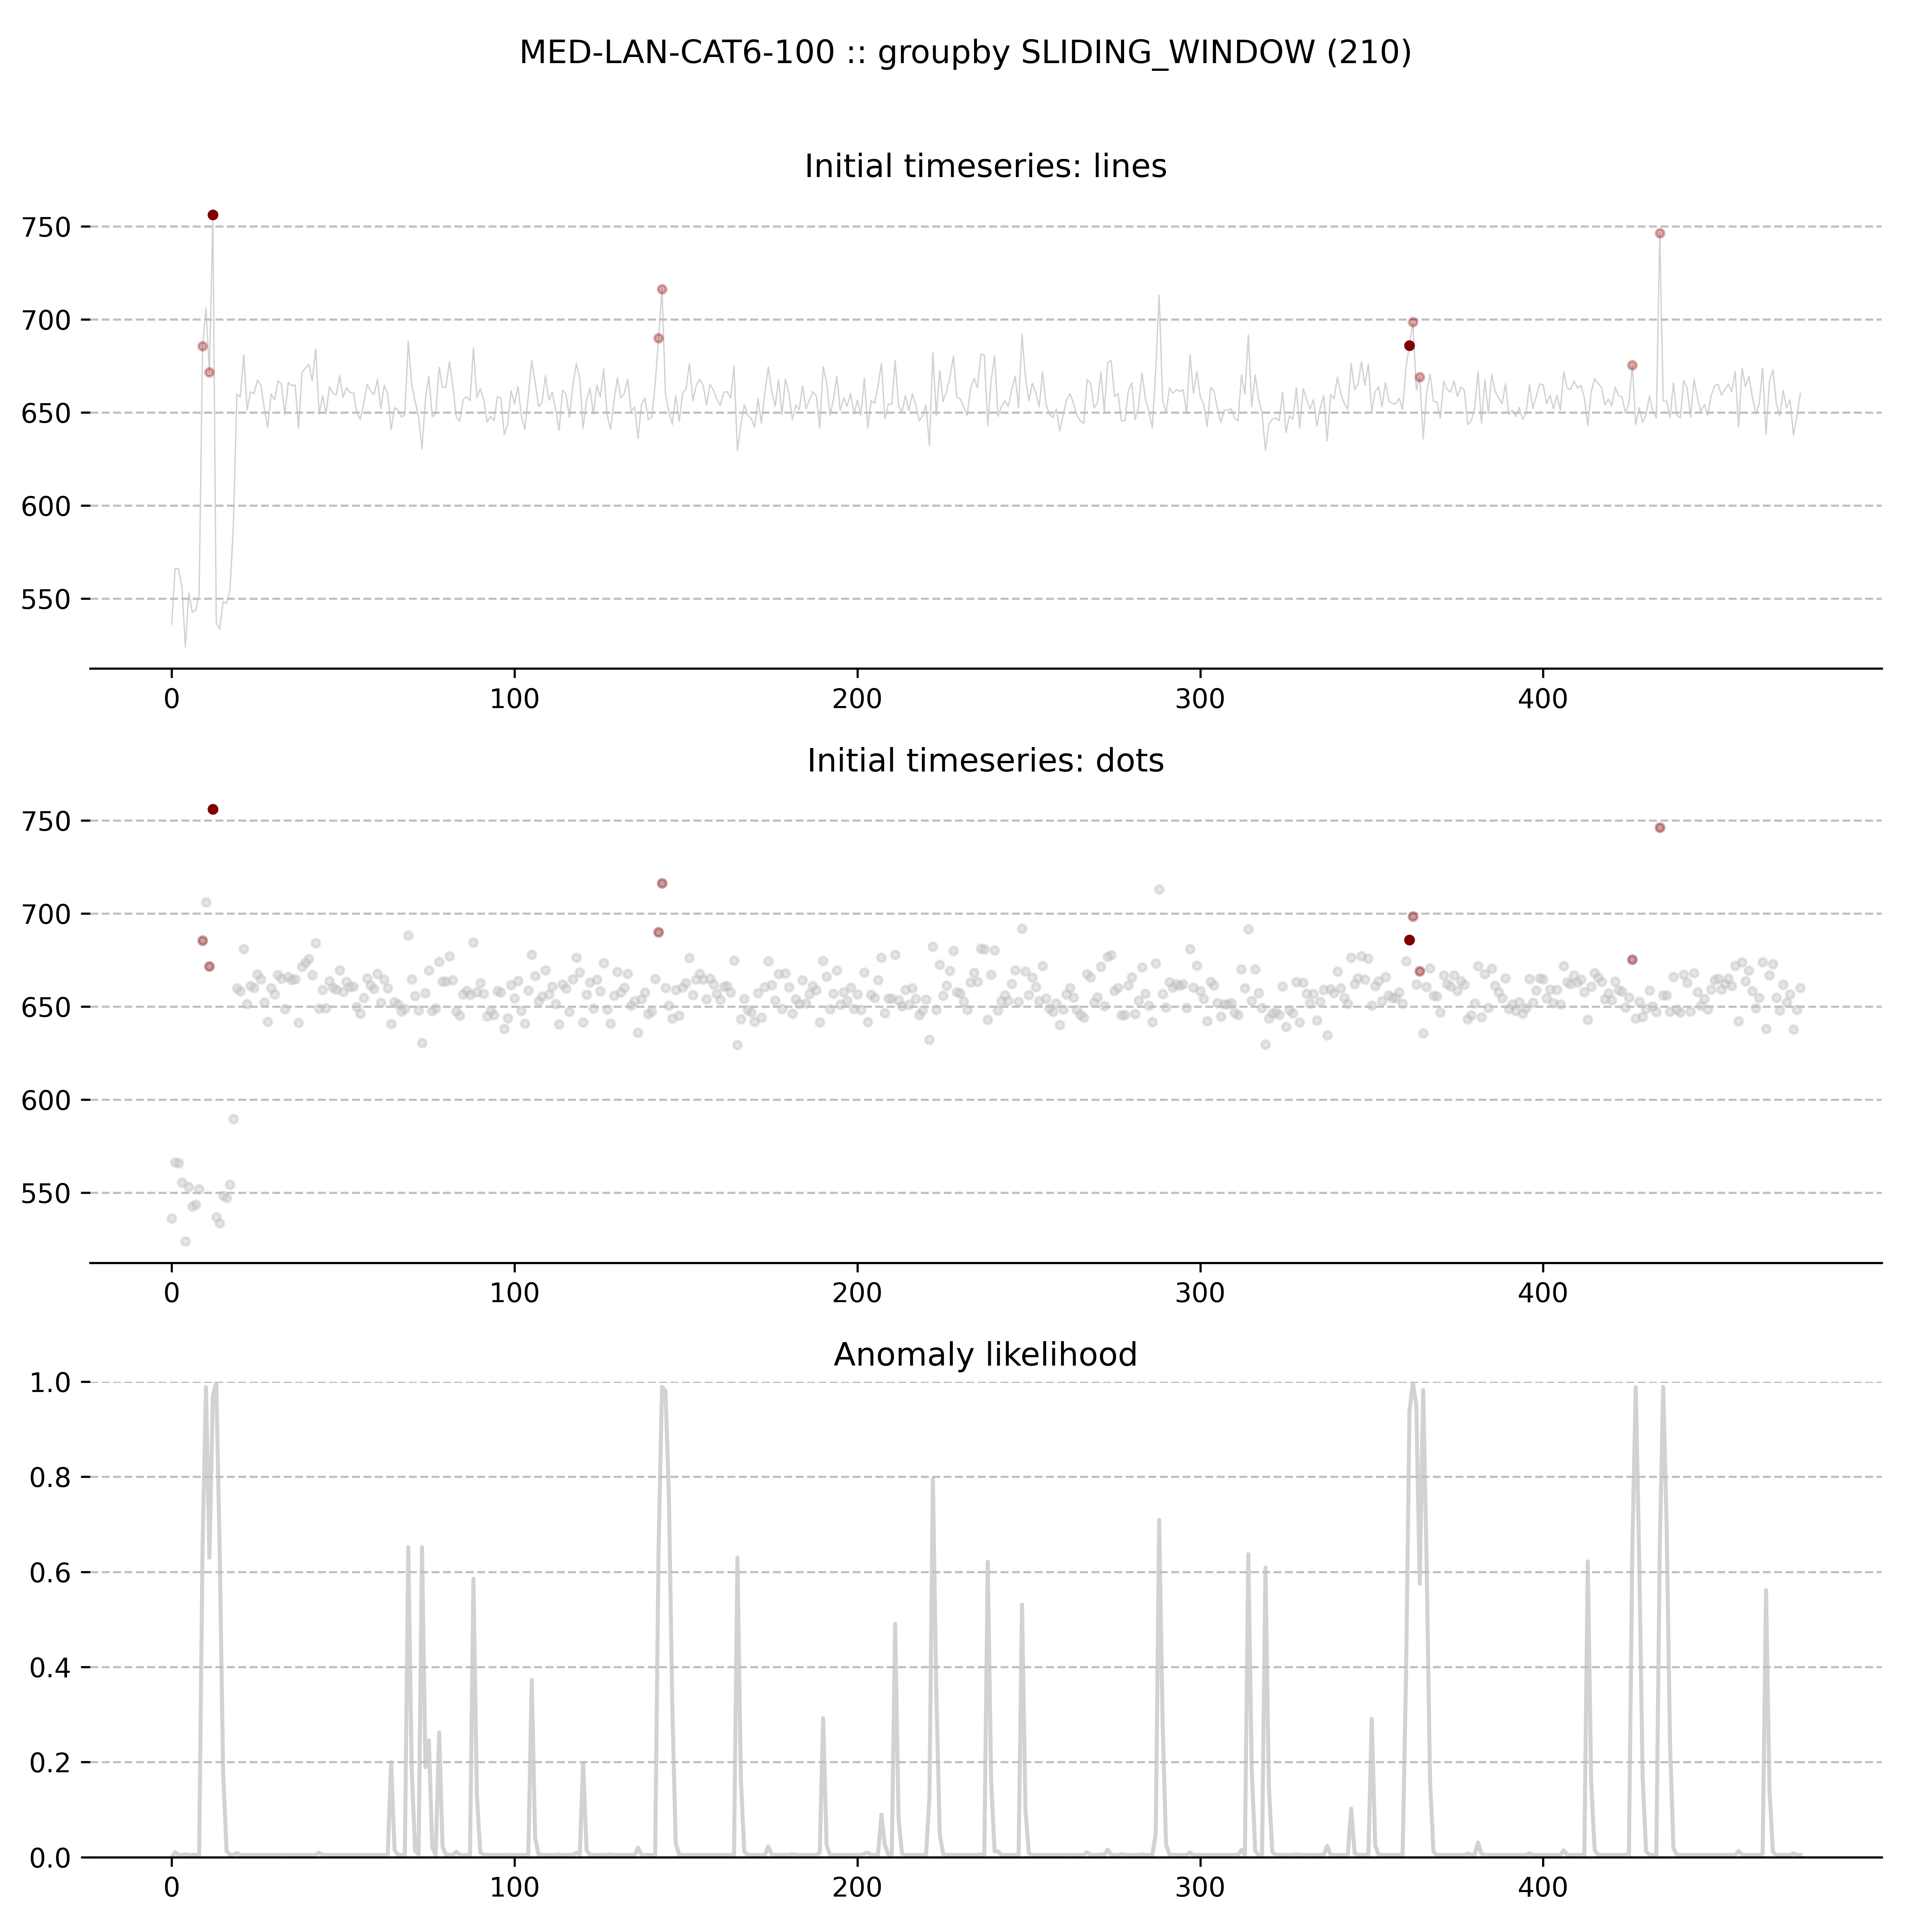 MED-LAN-CAT6-100 :: groupby SLIDING_WINDOW (210)
Initial timeseries: lines
750
700
650
600
550
0 100 200 300 400
Initial timeseries: dots
750
700
650
600
550
0 100 200 300 400
Anomaly likelihood
1.0
0.8
0.6
0.4
0.2
0.0
0 100 200 300 400